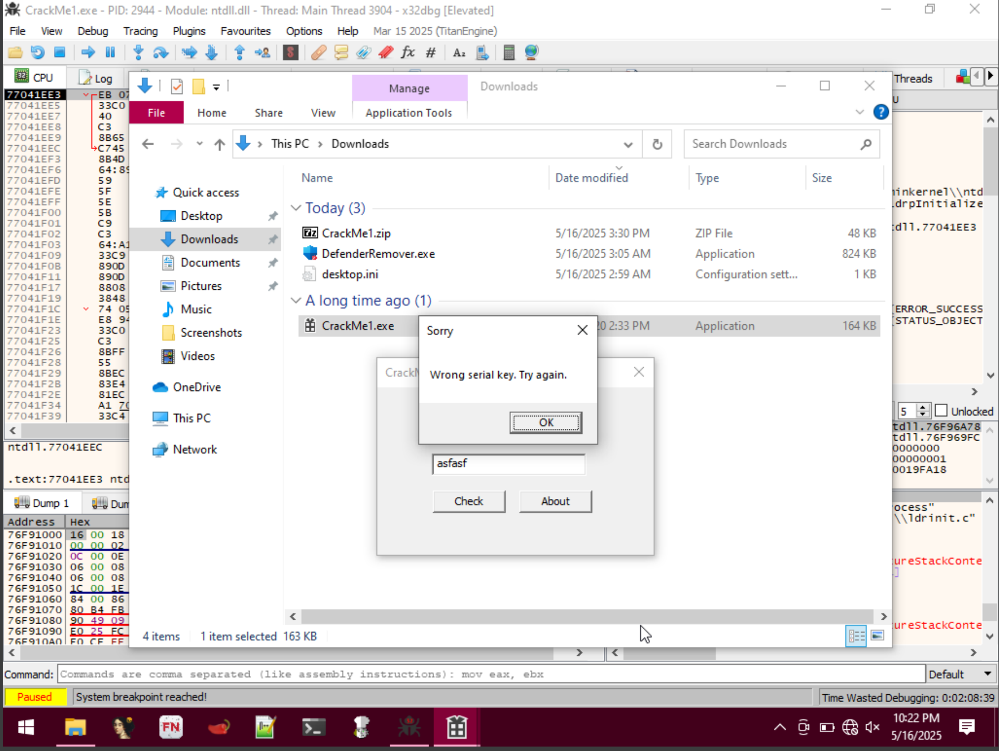 CrackMe1.exe - PID: 2944 - Module: ntdll.dll - Thread: Main Thread 3904 - x32dbg [Elevated]
File View Debug Tracing Plugins Favourites Options Help Mar 15 2025 (TitanEngine)
CPU Log Threads
77041EE3 EB 07
77041EE5 33C0
77041EE7 40
77041EE8 C3
77041EE9 8B65
77041EEC C745
77041EF3 8B4D
77041EF6 64:89
77041EFD 59
77041EFE 5F
77041EFF 5E
77041F00 5B
77041F01 C9
77041F02 C3
77041F03 64:A1
77041F09 33C9
77041F0B 890D
77041F11 890D
77041F17 8808
77041F19 3848
77041F1C 74 05
77041F1E E8 94
77041F23 33C0
77041F25 C3
77041F26 8BFF
77041F28 55
77041F29 8BEC
77041F2B 83E4
77041F2E 81EC
77041F34 A1 70
77041F39 33C4
ntdll.77041EEC
.text:77041EE3 ntd
Dump 1 Dum
Address Hex
76F91000 16 00 18
76F91010 00 00 02
76F91020 0C 00 0E
76F91030 06 00 08
76F91040 06 00 08
76F91050 1C 00 1E
76F91060 84 00 86
76F91070 80 B4 FB
76F91080 90 49 09
76F91090 E0 25 FC
76F910A0 F0 CF FF
Manage Downloads
File Home Share View Application Tools
This PC Downloads
Search Downloads
Quick access
Desktop
Downloads
Documents
Pictures
Music
Screenshots
Videos
OneDrive
This PC
Network
Name Date modified Type Size
Today (3)
CrackMe1.zip 5/16/2025 3:30 PM ZIP File 48 KB
DefenderRemover.exe 5/16/2025 3:05 AM Application 824 KB
desktop.ini 5/16/2025 2:59 AM Configuration sett... 1 KB
A long time ago (1)
CrackMe1.exe 20 2:33 PM Application 164 KB
Sorry
Wrong serial key. Try again.
OK
CrackM
asfasf
Check About
4 items 1 item selected 163 KB
U
inkernel\\ntd
drpInitialize
tdll.77041EE3
ERROR_SUCCESS
STATUS_OBJECT
5 Unlocked
tdll.76F96A78
tdll.76F969FC
0000000
00000001
0019FA18
ocess"
\\ldrinit.c"
ureStackConte
]
ureStackConte
Command: Commands are comma separated (like assembly instructions): mov eax, ebx Default
Paused System breakpoint reached! Time Wasted Debugging: 0:02:08:39
FN
10:22 PM
5/16/2025